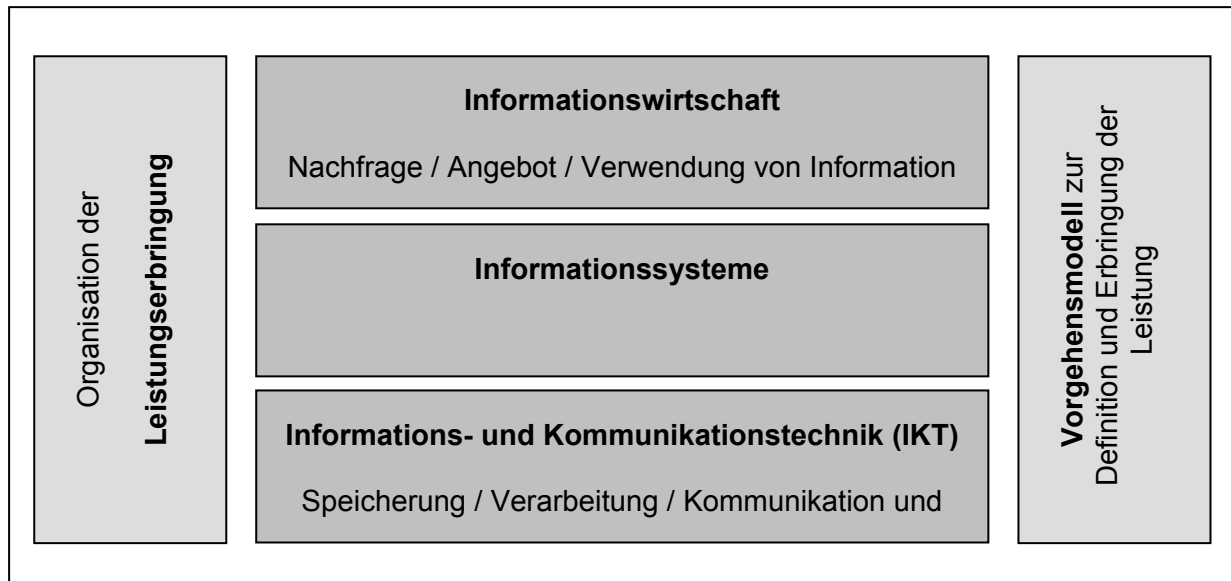 Organisation der
Leistungserbringung
Informationswirtschaft
Nachfrage / Angebot / Verwendung von Information
Informationssysteme
Informations- und Kommunikationstechnik (IKT)
Speicherung / Verarbeitung / Kommunikation und
Vorgehensmodell zur
Definition und Erbringung der
Leistung